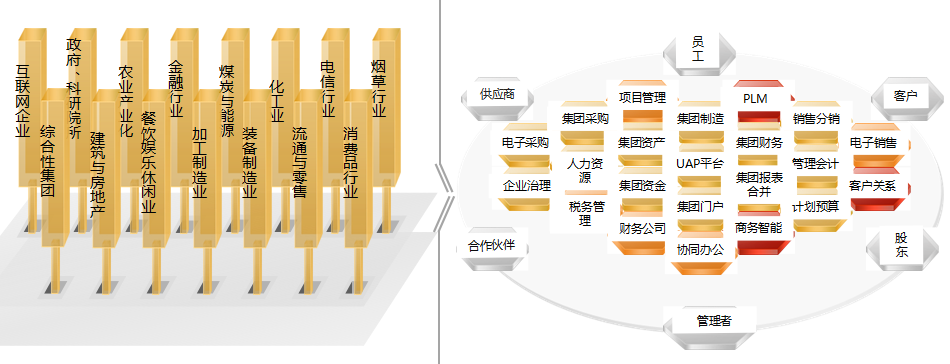 互联网企业
政府、科研院所
农业产业化
金融行业
煤炭与能源
化工业
电信行业
烟草行业
综合性集团
建筑与房地产
餐饮娱乐休闲业
加工制造业
装备制造业
流通与零售
消费品行业
员
工
供应商
客户
项目管理
PLM
集团采购
集团制造
销售分销
电子采购
集团资产
集团财务
电子销售
人力资
源
UAP平台
管理会计
企业治理
集团资金
集团报表
合并
客户关系
税务管
理
集团门户
计划预算
财务公司
商务智能
协同办公
合作伙伴
股
东
管理者